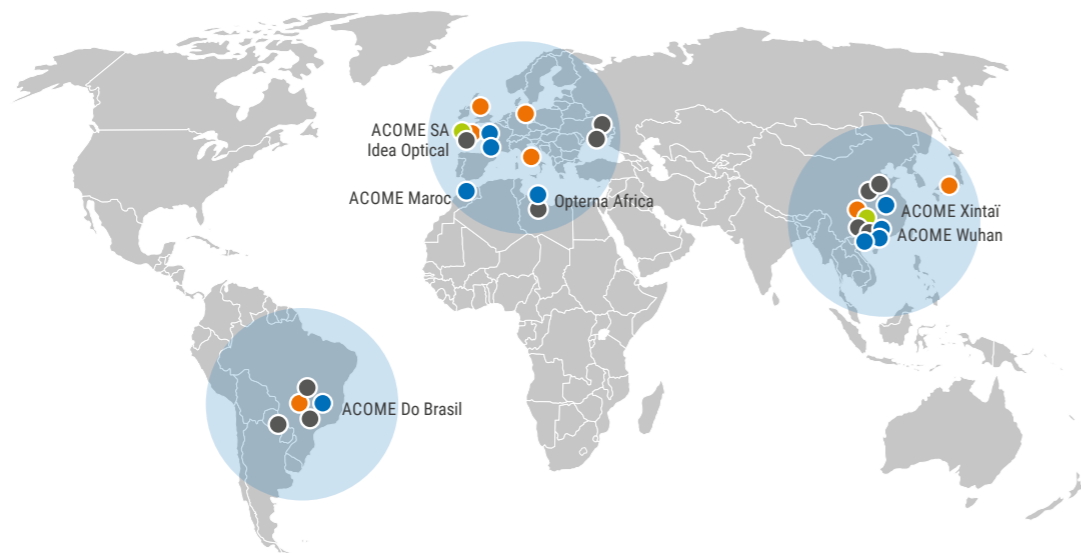 ACOME SA
Idea Optical
ACOME Maroc
Opterna Africa
ACOME Xintaï
ACOME Wuhan
ACOME Do Brasil